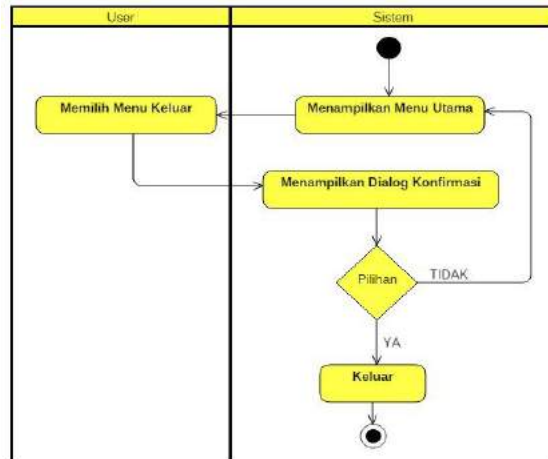 User
Sistem
Memilih Menu Keluar
Menampilkan Menu Utama
Menampilkan Dialog Konfirmasi
Pilihan
TIDAK
YA
Keluar